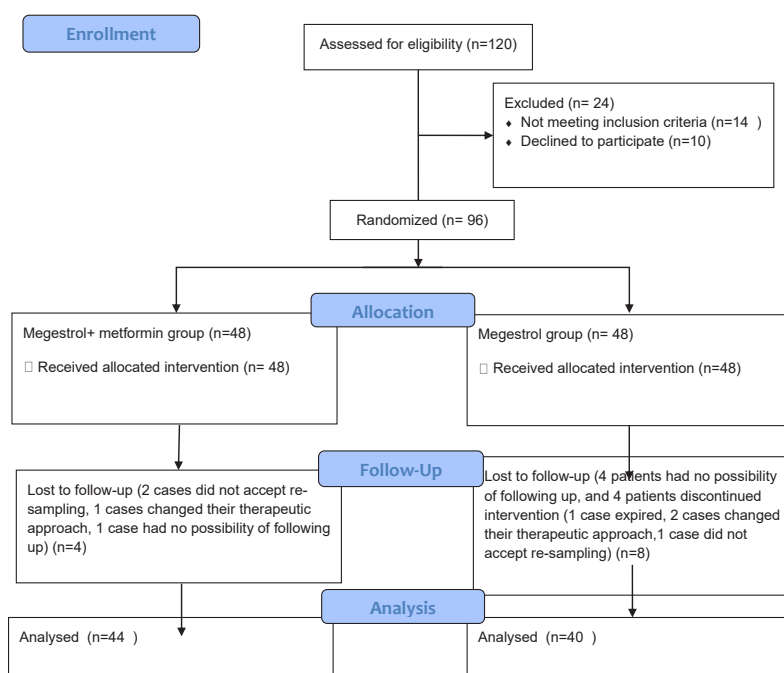 Enrollment
Assessed for eligibility (n=120)
Excluded (n= 24)
♦ Not meeting inclusion criteria (n=14 )
♦ Declined to participate (n=10)
Randomized (n= 96)
Allocation
Megestrol+ metformin group (n=48)
□ Received allocated intervention (n= 48)
Megestrol group (n= 48)
□ Received allocated intervention (n=48)
Follow-Up
Lost to follow-up (2 cases did not accept re-
sampling, 1 cases changed their therapeutic
approach, 1 case had no possibility of following
up) (n=4)
Lost to follow-up (4 patients had no possibility
of following up, and 4 patients discontinued
intervention (1 case expired, 2 cases changed
their therapeutic approach,1 case did not
accept re-sampling) (n=8)
Analysis
Analysed (n=44 )
Analysed (n=40 )